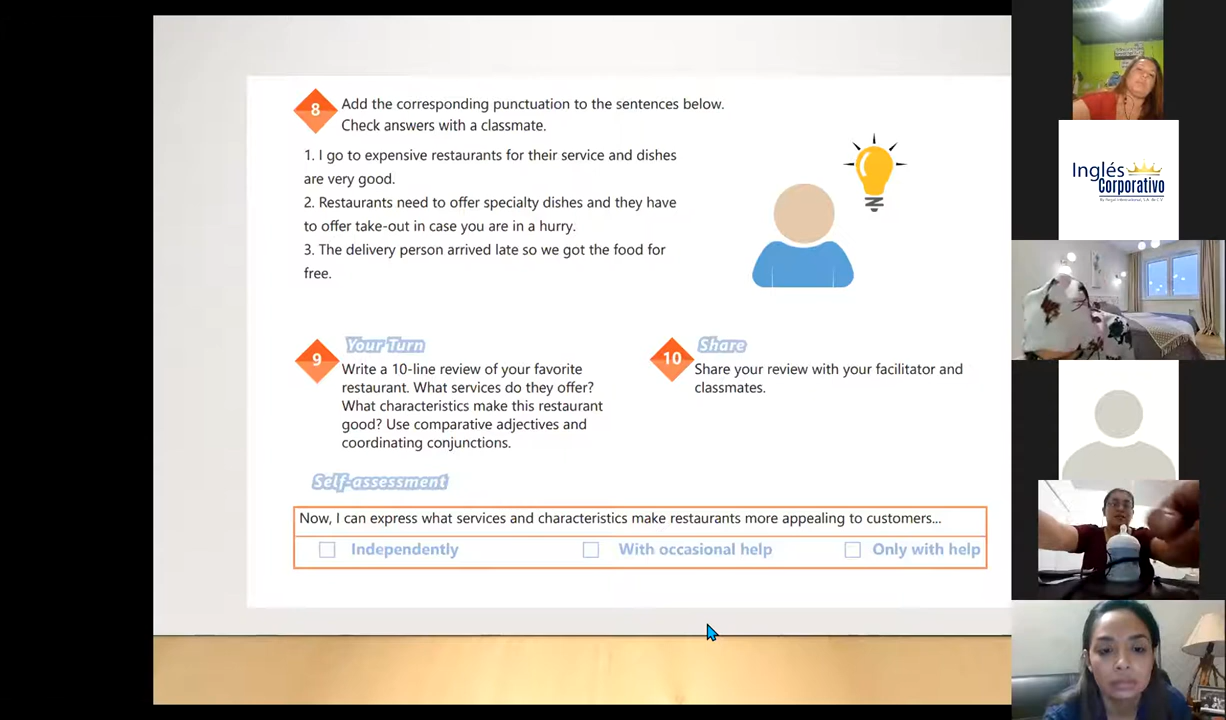 8
Add the corresponding punctuation to the sentences below.
Check answers with a classmate.
1. I go to expensive restaurants for their service and dishes
are very good.
2. Restaurants need to offer specialty dishes and they have
to offer take-out in case you are in a hurry.
3. The delivery person arrived late so we got the food for
free.
9
Your Turn
Write a 10-line review of your favorite
restaurant. What services do they offer?
What characteristics make this restaurant
good? Use comparative adjectives and
coordinating conjunctions.
10
Share
Share your review with your facilitator and
classmates.
Self-assessment
Now, I can express what services and characteristics make restaurants more appealing to customers...
Independently
With occasional help
Only with help
Inglés
Corporativo